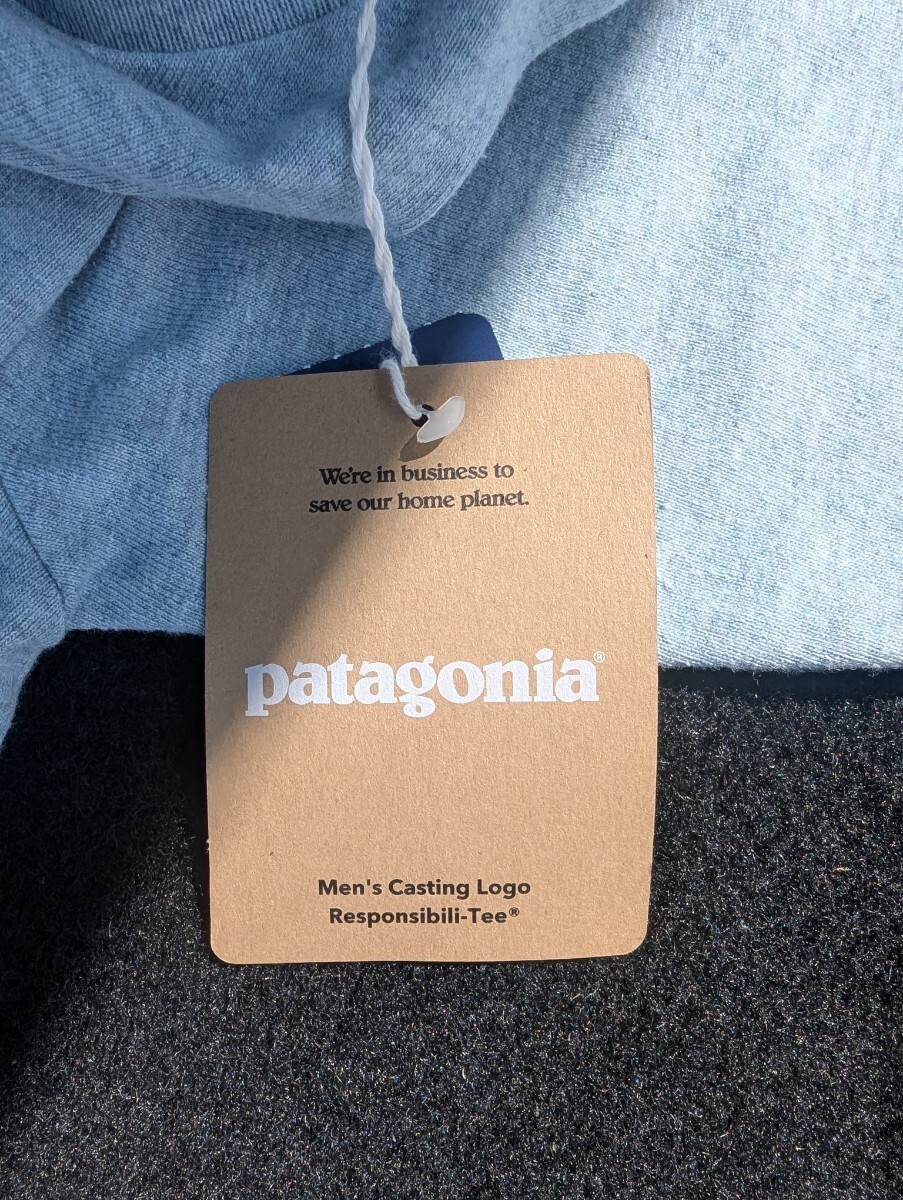 We're in business to
save our home planet.
patagonia®
Men's Casting Logo
Responsibili-Tee®